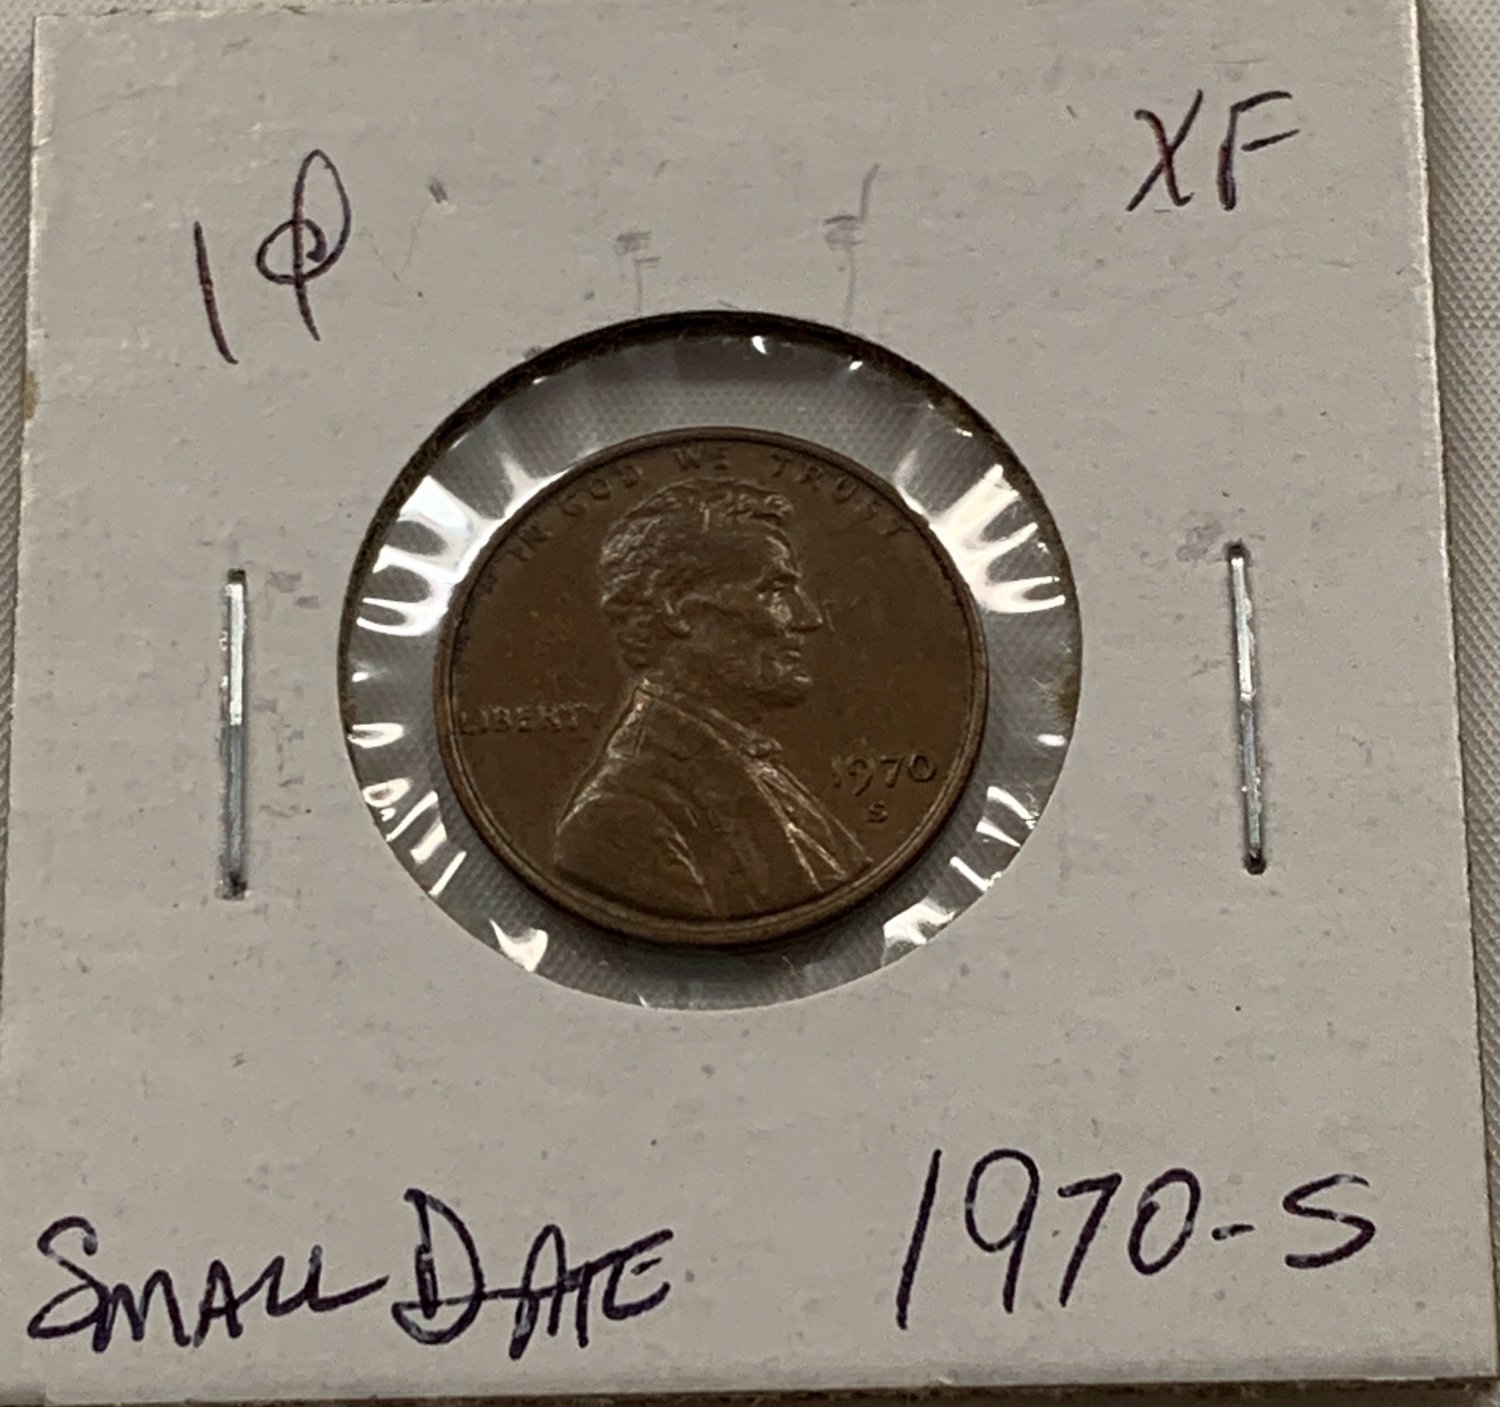 1¢ XF
IN GOD WE TRUST
LIBERTY
1970
S
SMALL DATE 1970-S